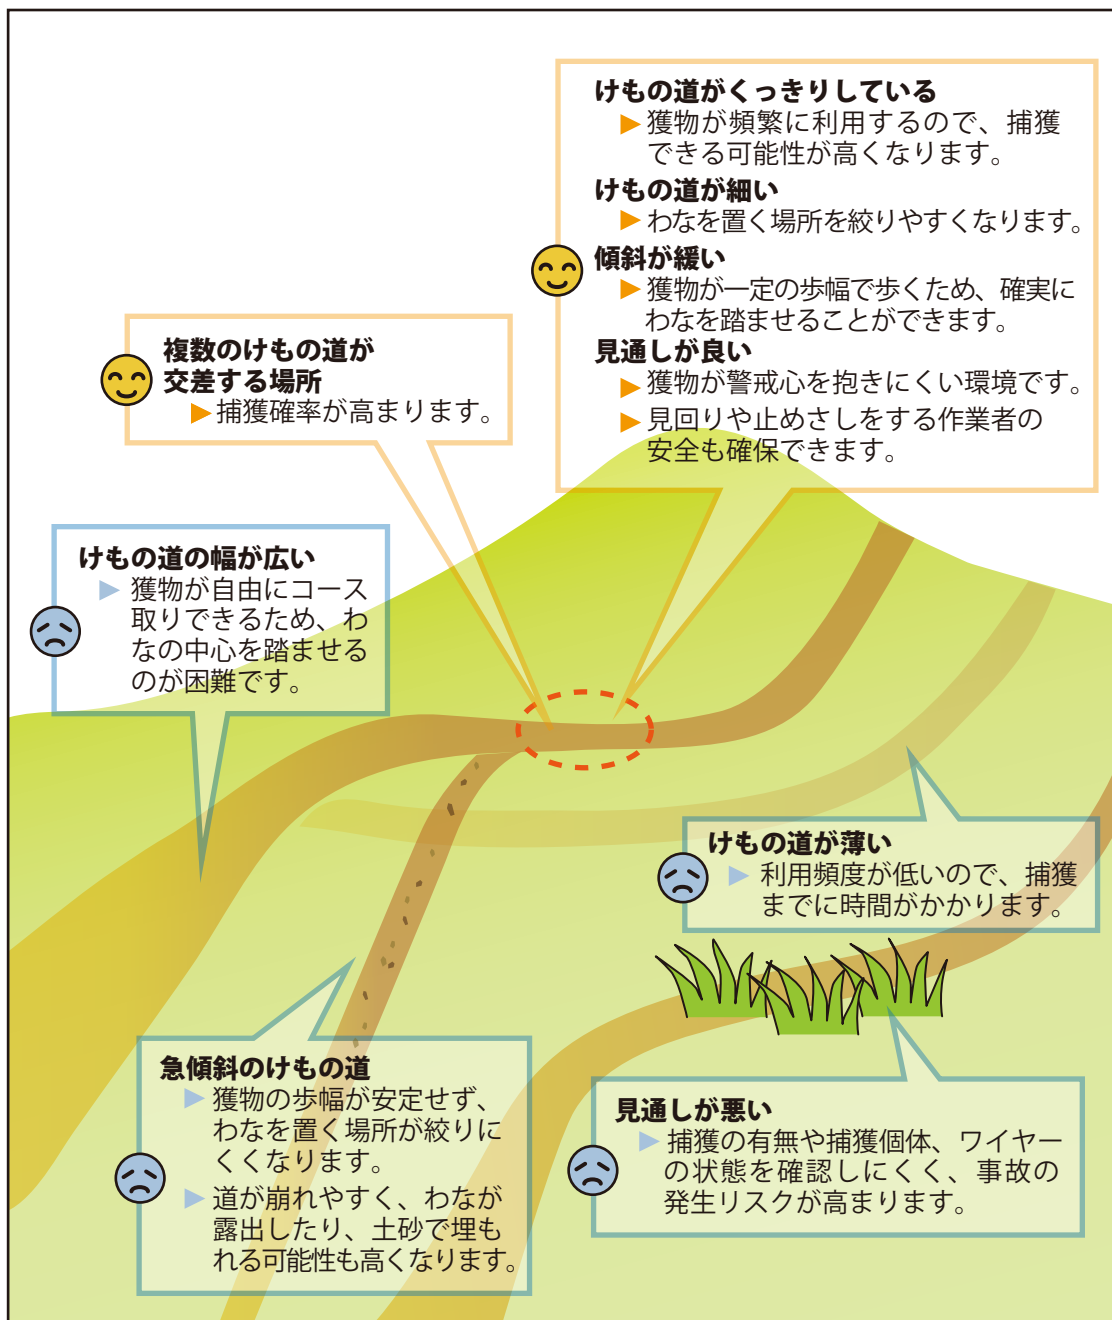 けもの道がくっきりしている
▶ 獲物が頻繁に利用するので、捕獲
できる可能性が高くなります。
けもの道が細い
▶ わなを置く場所を絞りやすくなります。
傾斜が緩い
▶ 獲物が一定の歩幅で歩くため、確実に
わなを踏ませることができます。
見通しが良い
▶ 獲物が警戒心を抱きにくい環境です。
▶ 見回りや止めさしをする作業者の
安全も確保できます。
複数のけもの道が
交差する場所
▶ 捕獲確率が高まります。
けもの道の幅が広い
▶ 獲物が自由にコース
取りできるため、わ
なの中心を踏ませる
のが困難です。
けもの道が薄い
▶ 利用頻度が低いので、捕獲
までに時間がかかります。
急傾斜のけもの道
▶ 獲物の歩幅が安定せず、
わなを置く場所が絞りに
くくなります。
▶ 道が崩れやすく、わなが
露出したり、土砂で埋も
れる可能性も高くなります。
見通しが悪い
▶ 捕獲の有無や捕獲個体、ワイヤー
の状態を確認しにくく、事故の
発生リスクが高まります。